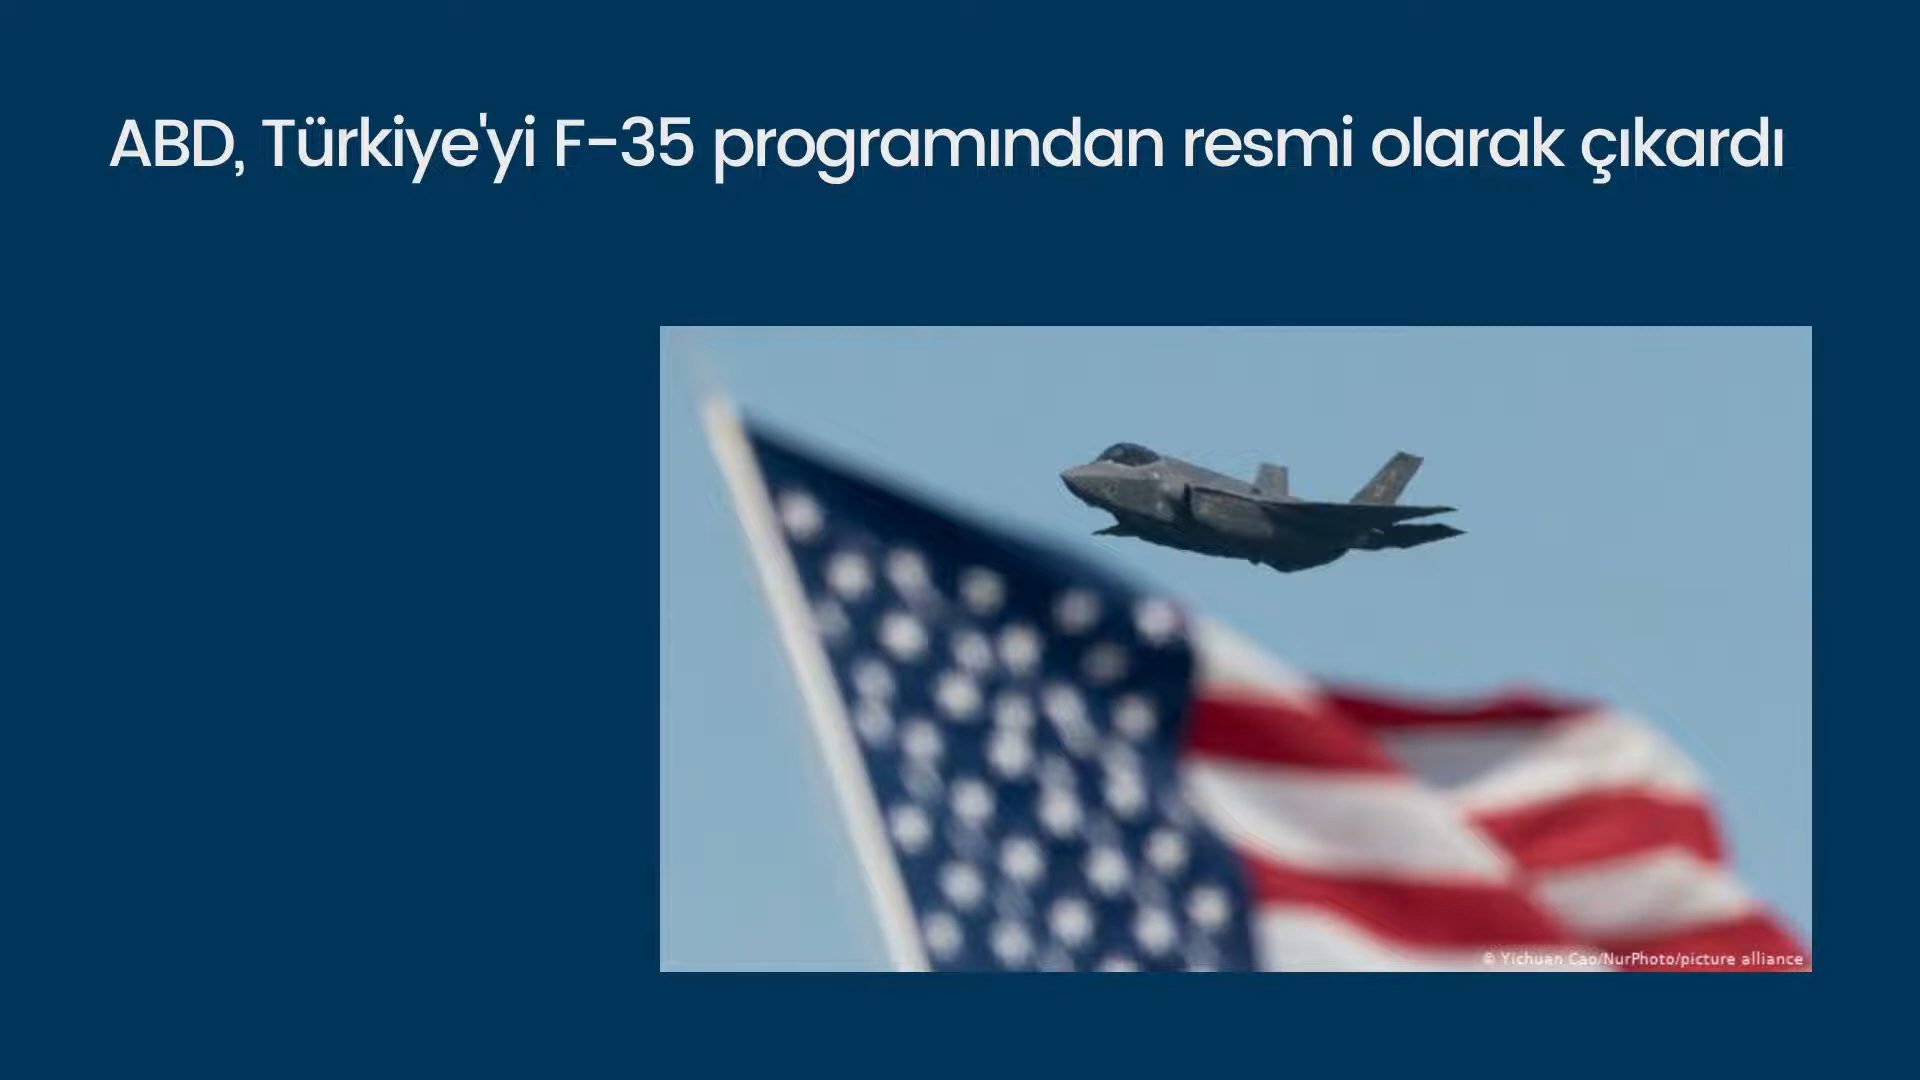 ABD, Türkiye'yi F-35 programından resmi olarak çıkardı
© Yichuan Cao/NurPhoto/picture alliance